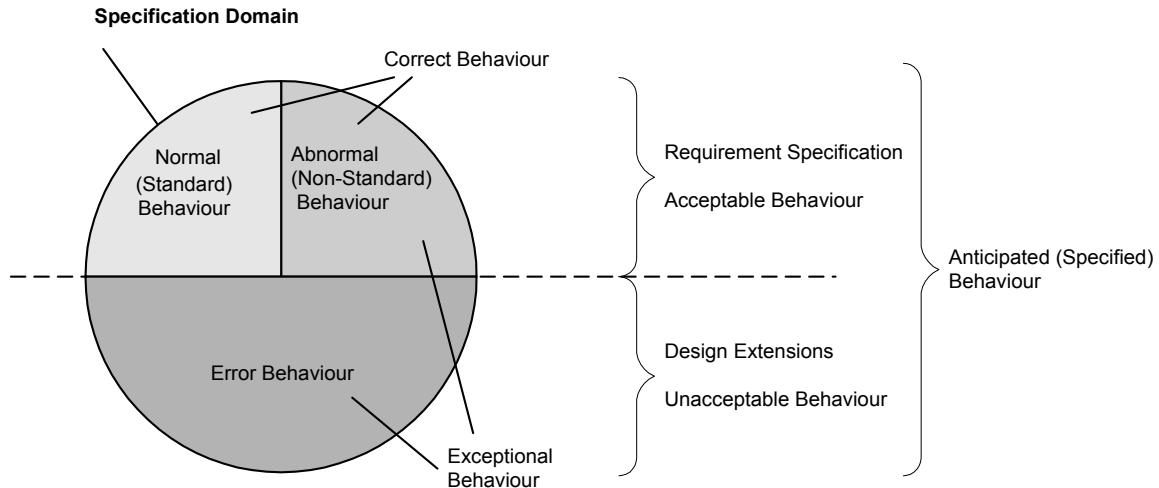 Specification Domain
Correct Behaviour
Normal
(Standard)
Behaviour
Abnormal
(Non-Standard)
Behaviour
Requirement Specification
Acceptable Behaviour
Anticipated (Specified)
Behaviour
Error Behaviour
Design Extensions
Unacceptable Behaviour
Exceptional
Behaviour